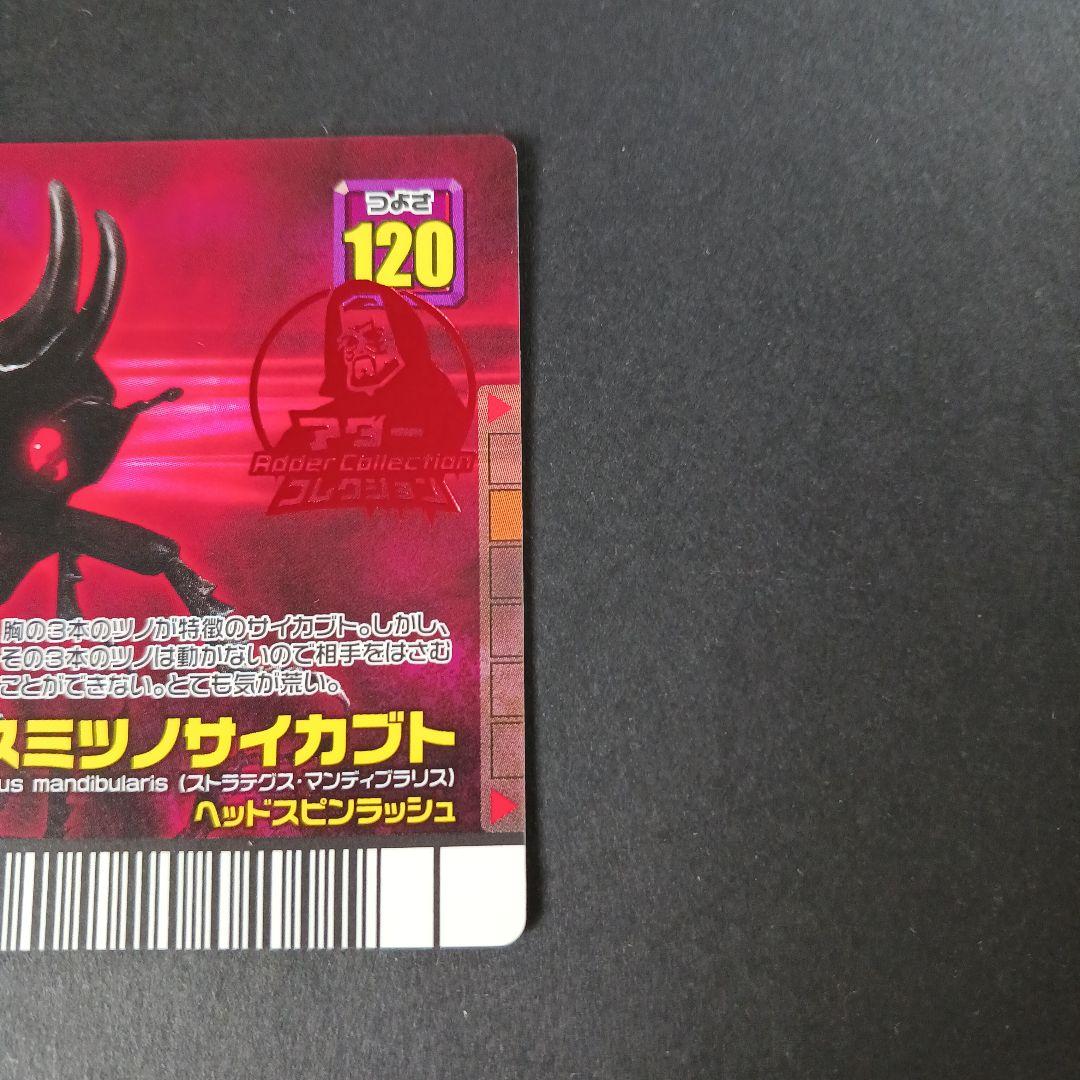 つよさ
120
アダー
Adder Collection
コレクション
胸の3本のツノが特徴のサイカブト。しかし、
その3本のツノは動かないので相手をはさむ
ことができない。とても気が荒い。
スミツノサイカブト
us mandibularis (ストラテグス・マンディブラリス)
ヘッドスピンラッシュ